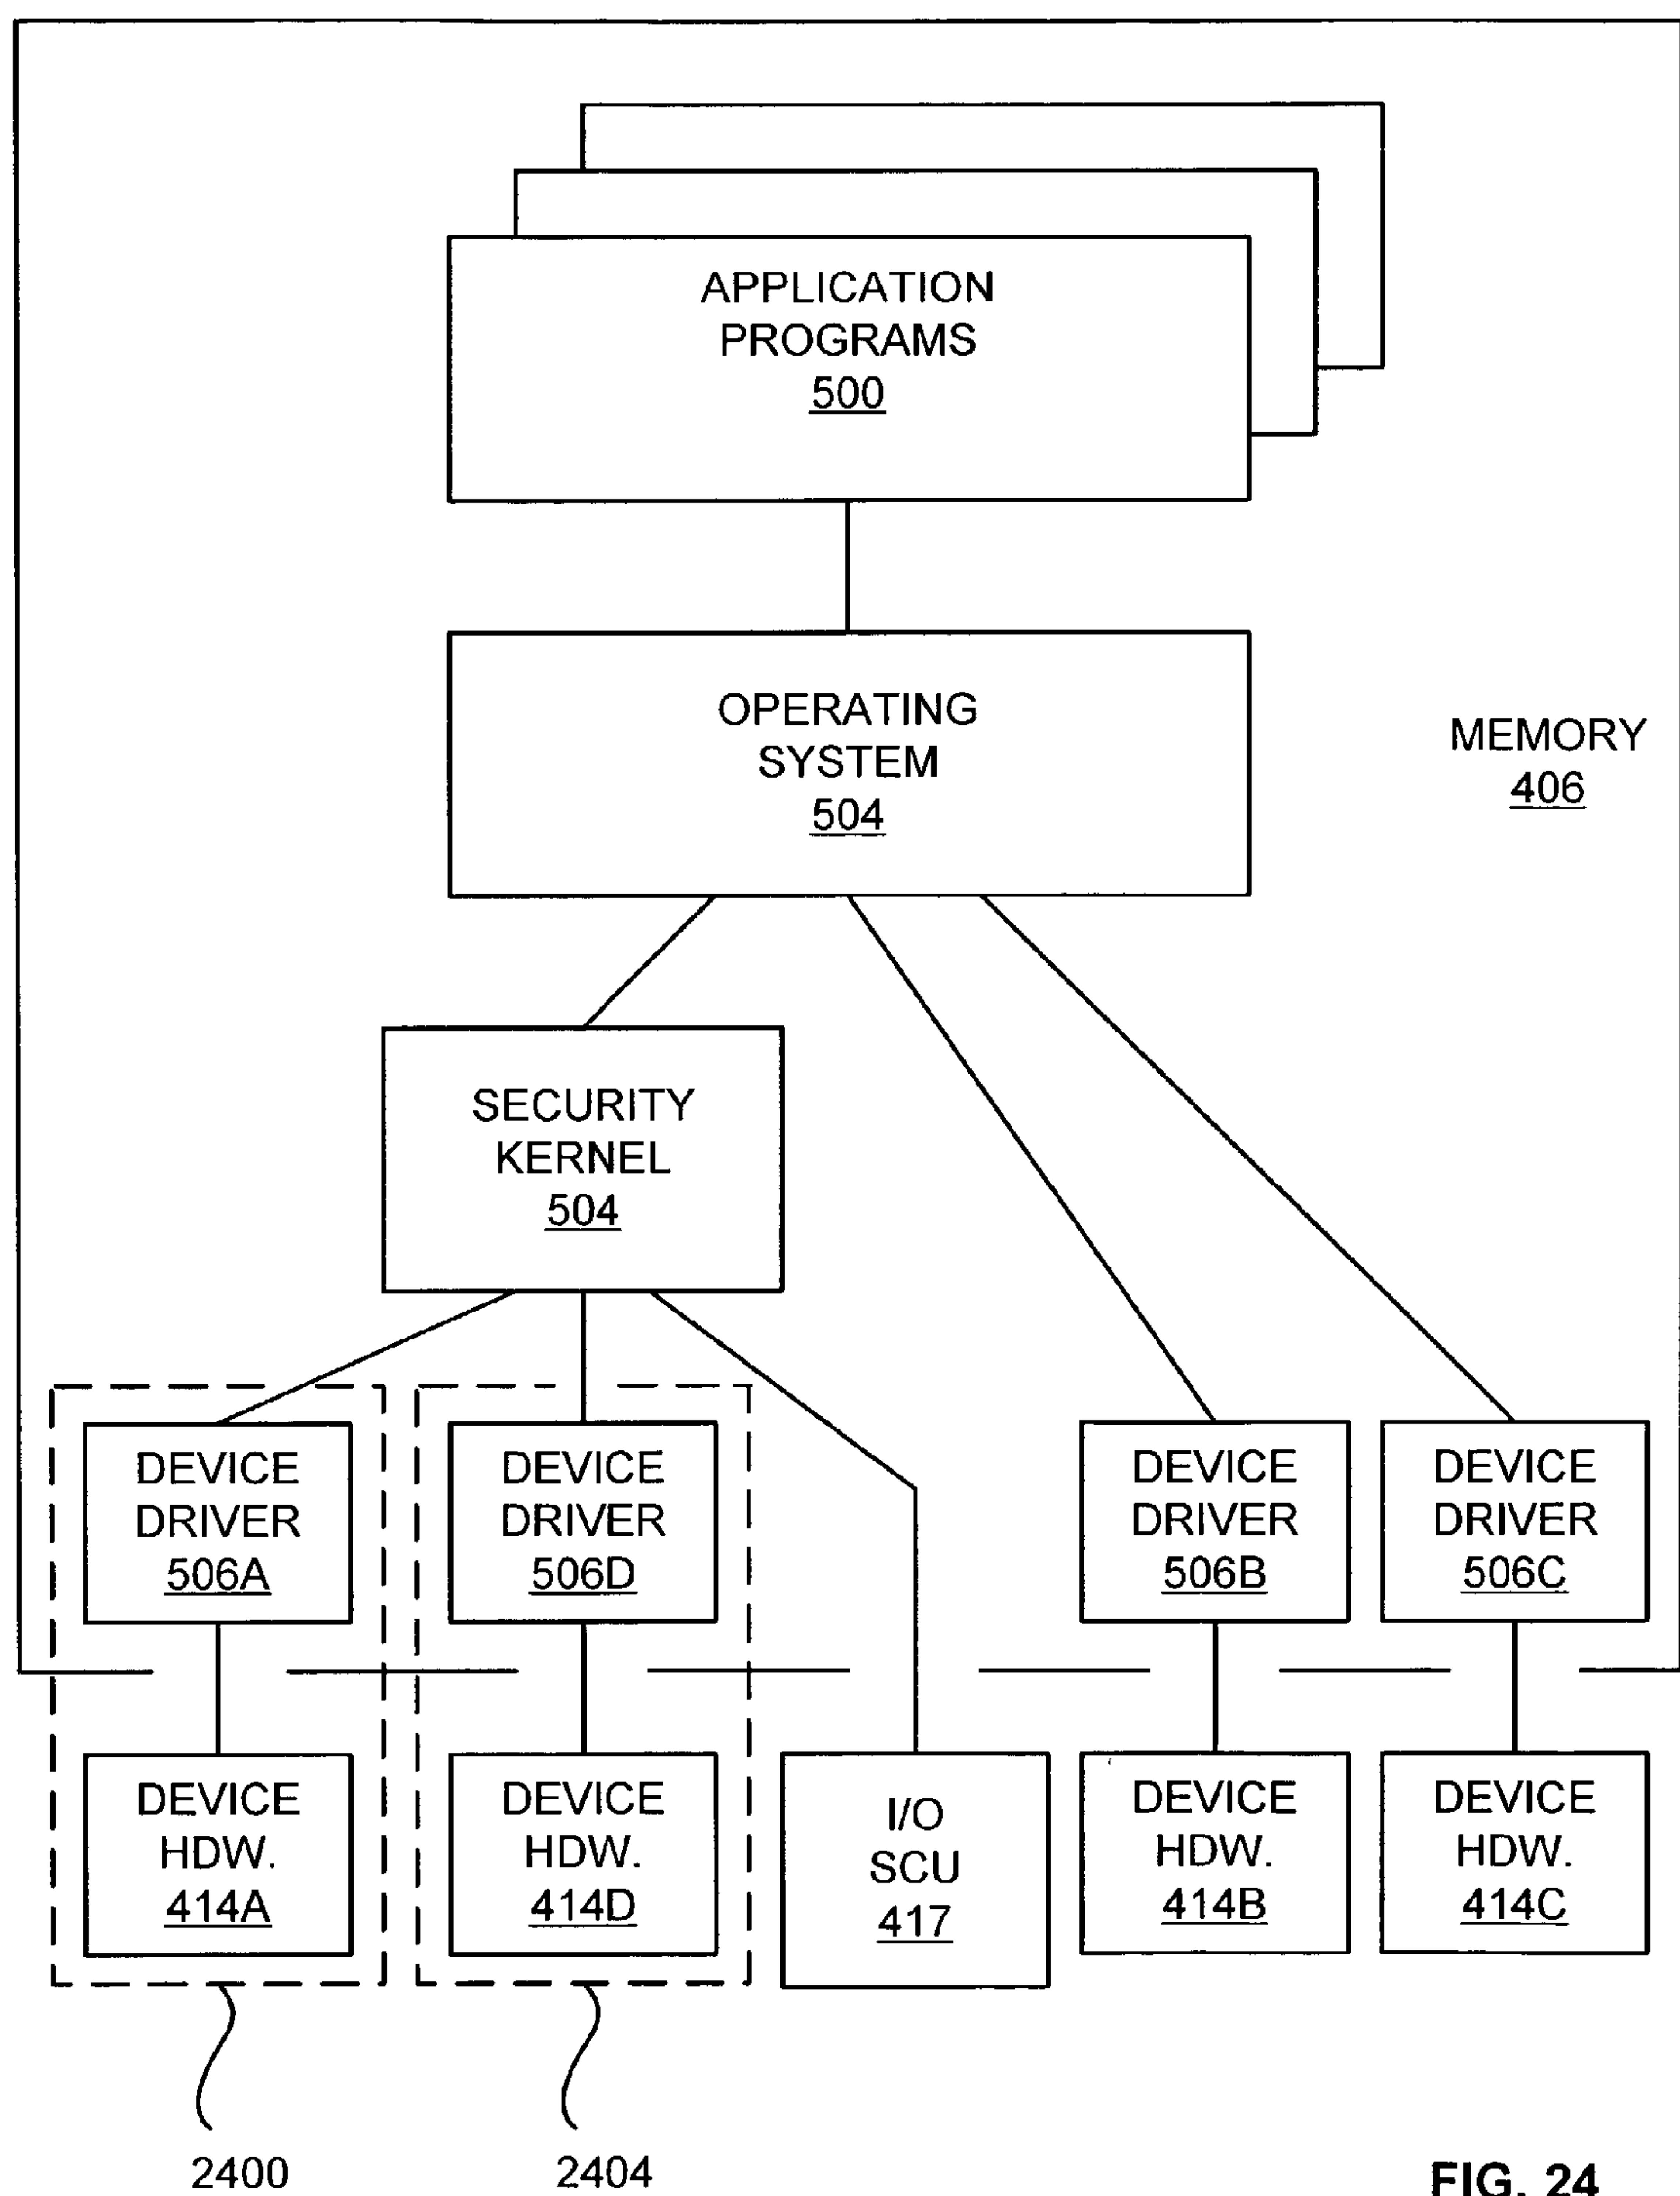 APPLICATION
PROGRAMS
500
OPERATING
SYSTEM
504
MEMORY
406
SECURITY
KERNEL
504
DEVICE
DRIVER
506A
DEVICE
DRIVER
506D
DEVICE
DRIVER
506B
DEVICE
DRIVER
506C
DEVICE
HDW.
414A
DEVICE
HDW.
414D
I/O
SCU
417
DEVICE
HDW.
414B
DEVICE
HDW.
414C
2400
2404
FIG. 24